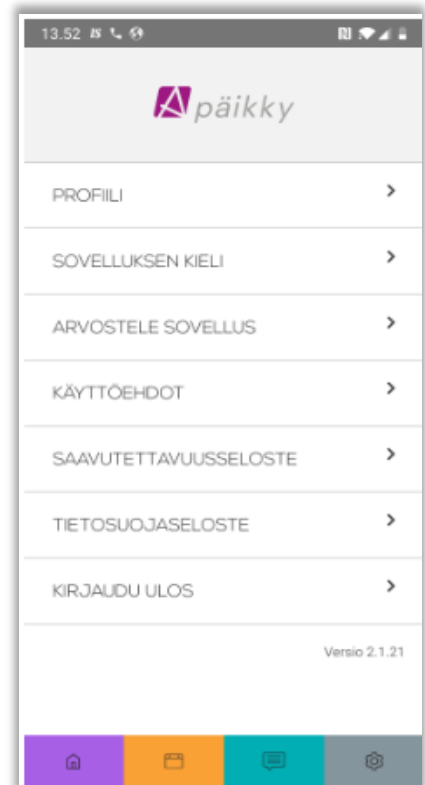 13.52
päikky
PROFIILI
SOVELLUKSEN KIELI
ARVOSTELE SOVELLUS
KÄYTTÖEHDOT
SAAVUTETTAVUUSSELOSTE
TIETOSUOJASELOSTE
KIRJAUDU ULOS
Versio 2.1.21